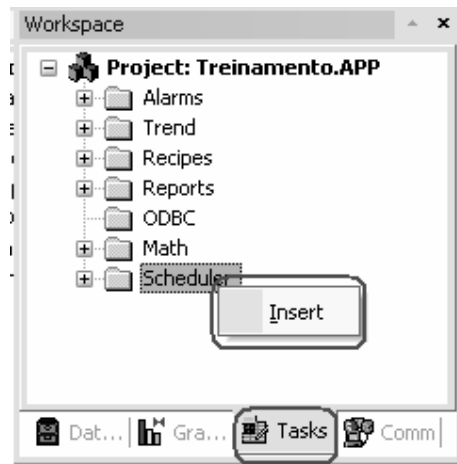 Workspace
Project: Treinamento.APP
Alarms
Trend
Recipes
Reports
ODBC
Math
Scheduler
Insert
Dat... Gra... Tasks Comm